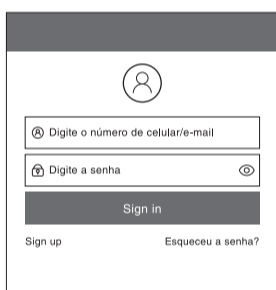 Digite o número de celular/e-mail
Digite a senha
Sign in
Sign up Esqueceu a senha?